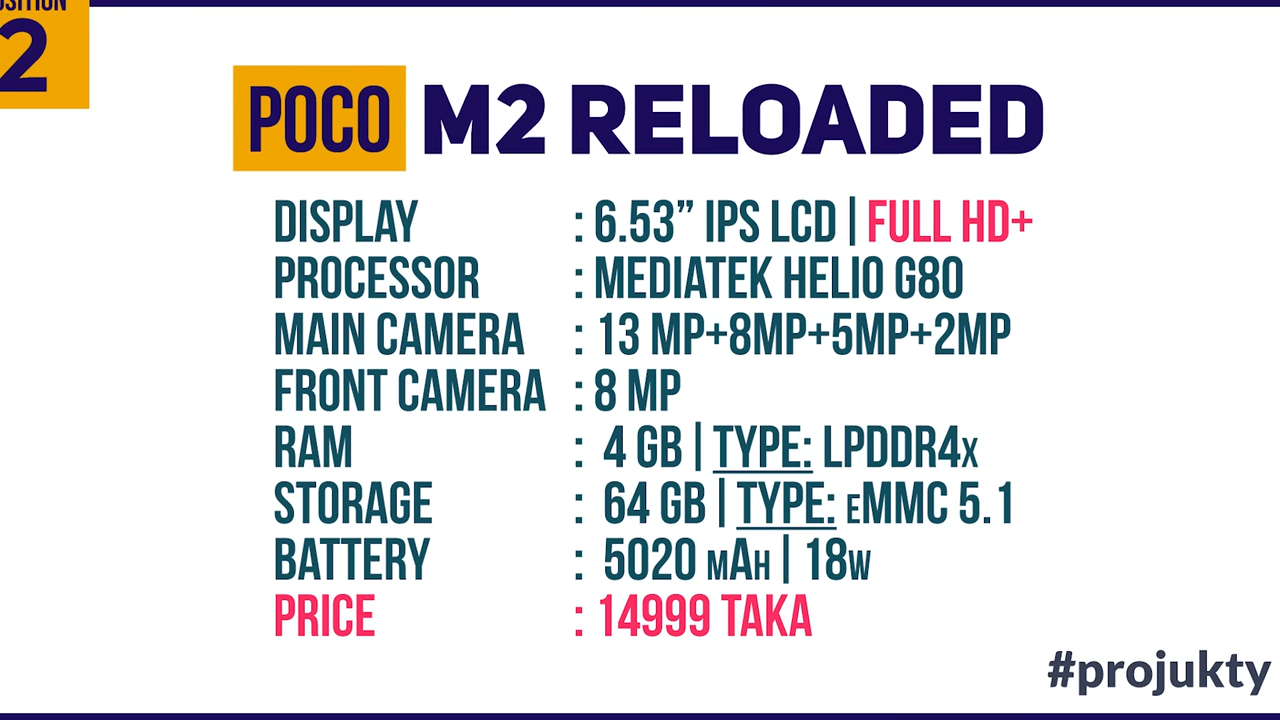 2
POCO M2 RELOADED
DISPLAY : 6.53” IPS LCD | FULL HD+
PROCESSOR : MEDIATEK HELIO G80
MAIN CAMERA : 13 MP+8MP+5MP+2MP
FRONT CAMERA : 8 MP
RAM : 4 GB | TYPE: LPDDR4X
STORAGE : 64 GB | TYPE: EMMC 5.1
BATTERY : 5020 MAH | 18W
PRICE : 14999 TAKA
#projukty